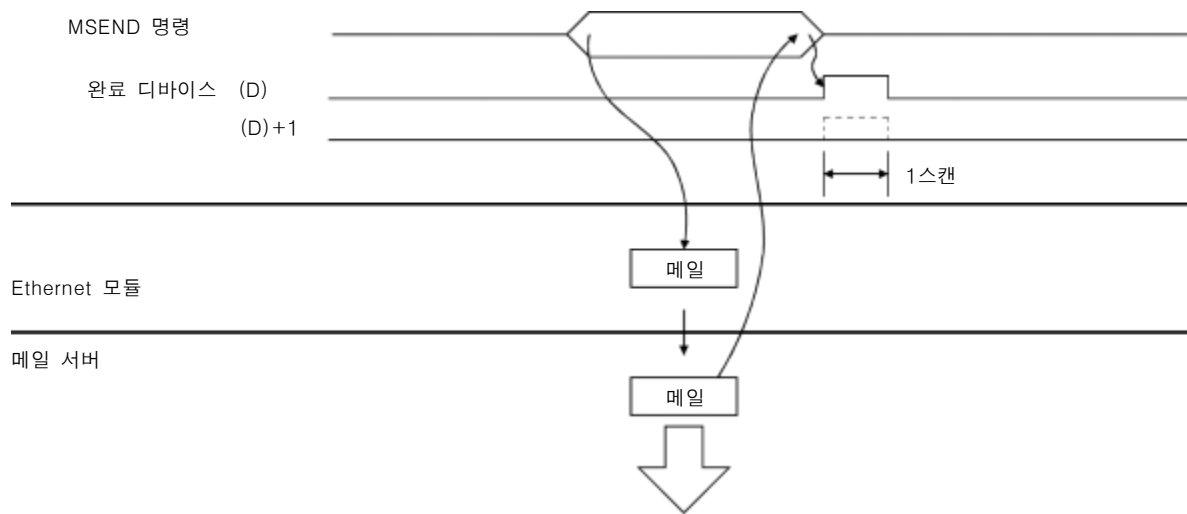 MSEND 명령
완료 디바이스 (D)
(D)+1
1스캔
메일
Ethernet 모듈
메일 서버
메일